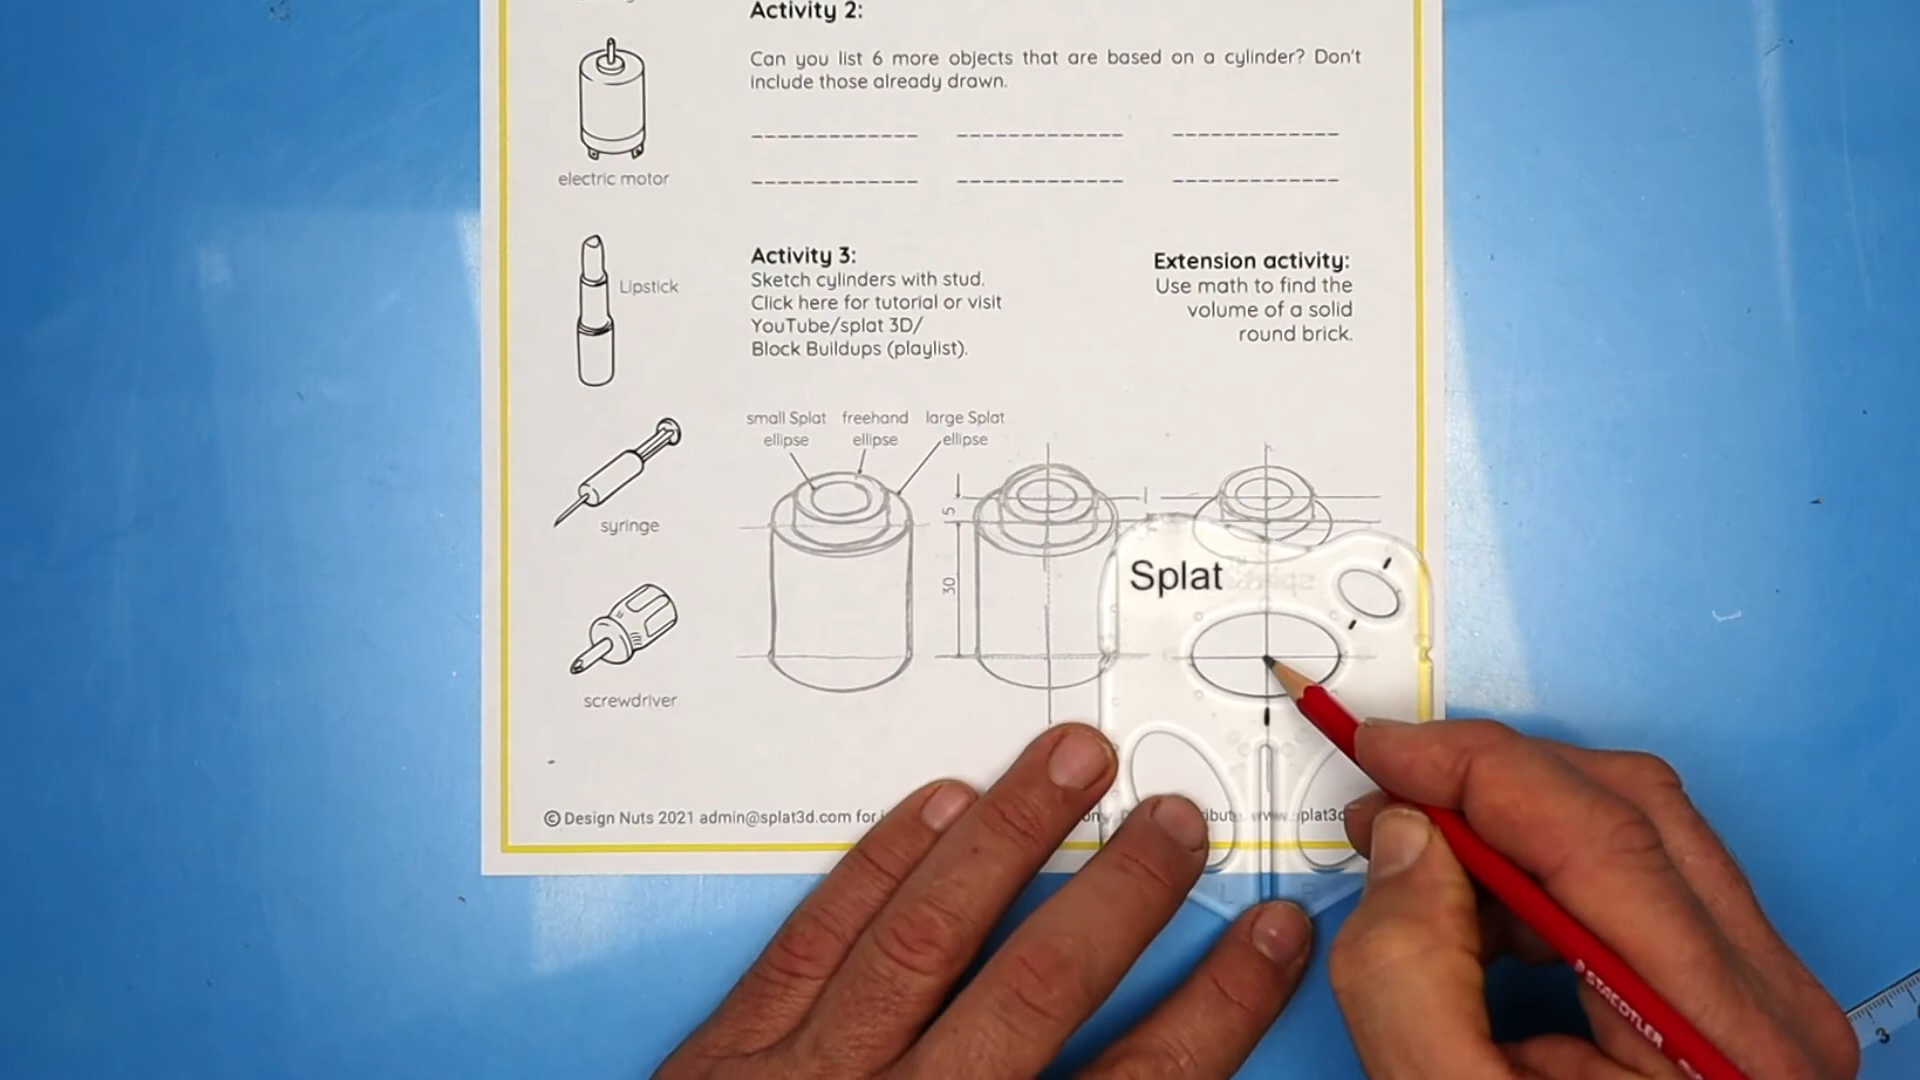 Activity 2:
Can you list 6 more objects that are based on a cylinder? Don't
include those already drawn.
electric motor
Lipstick
Activity 3:
Sketch cylinders with stud.
Click here for tutorial or visit
YouTube/splat 3D/
Block Buildups (playlist).
Extension activity:
Use math to find the
volume of a solid
round brick.
small Splat
ellipse
freehand
ellipse
large Splat
ellipse
5
30
syringe
screwdriver
Splat
© Design Nuts 2021 admin@splat3d.com for
STAEDTLER
3